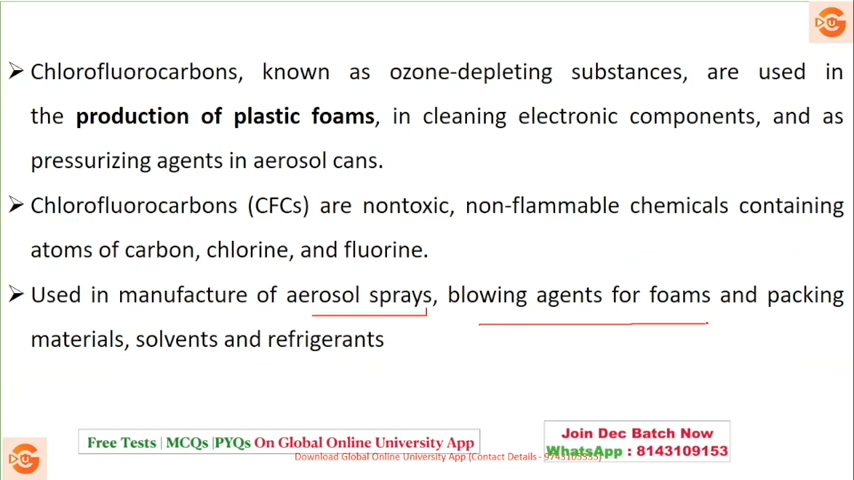 ➢ Chlorofluorocarbons, known as ozone-depleting substances, are used in
the production of plastic foams, in cleaning electronic components, and as
pressurizing agents in aerosol cans.
➢ Chlorofluorocarbons (CFCs) are nontoxic, non-flammable chemicals containing
atoms of carbon, chlorine, and fluorine.
➢ Used in manufacture of aerosol sprays, blowing agents for foams and packing
materials, solvents and refrigerants
Free Tests | MCQs |PYQs On Global Online University App
Join Dec Batch Now
WhatsApp : 8143109153
Download Global Online University App (Contact Details -